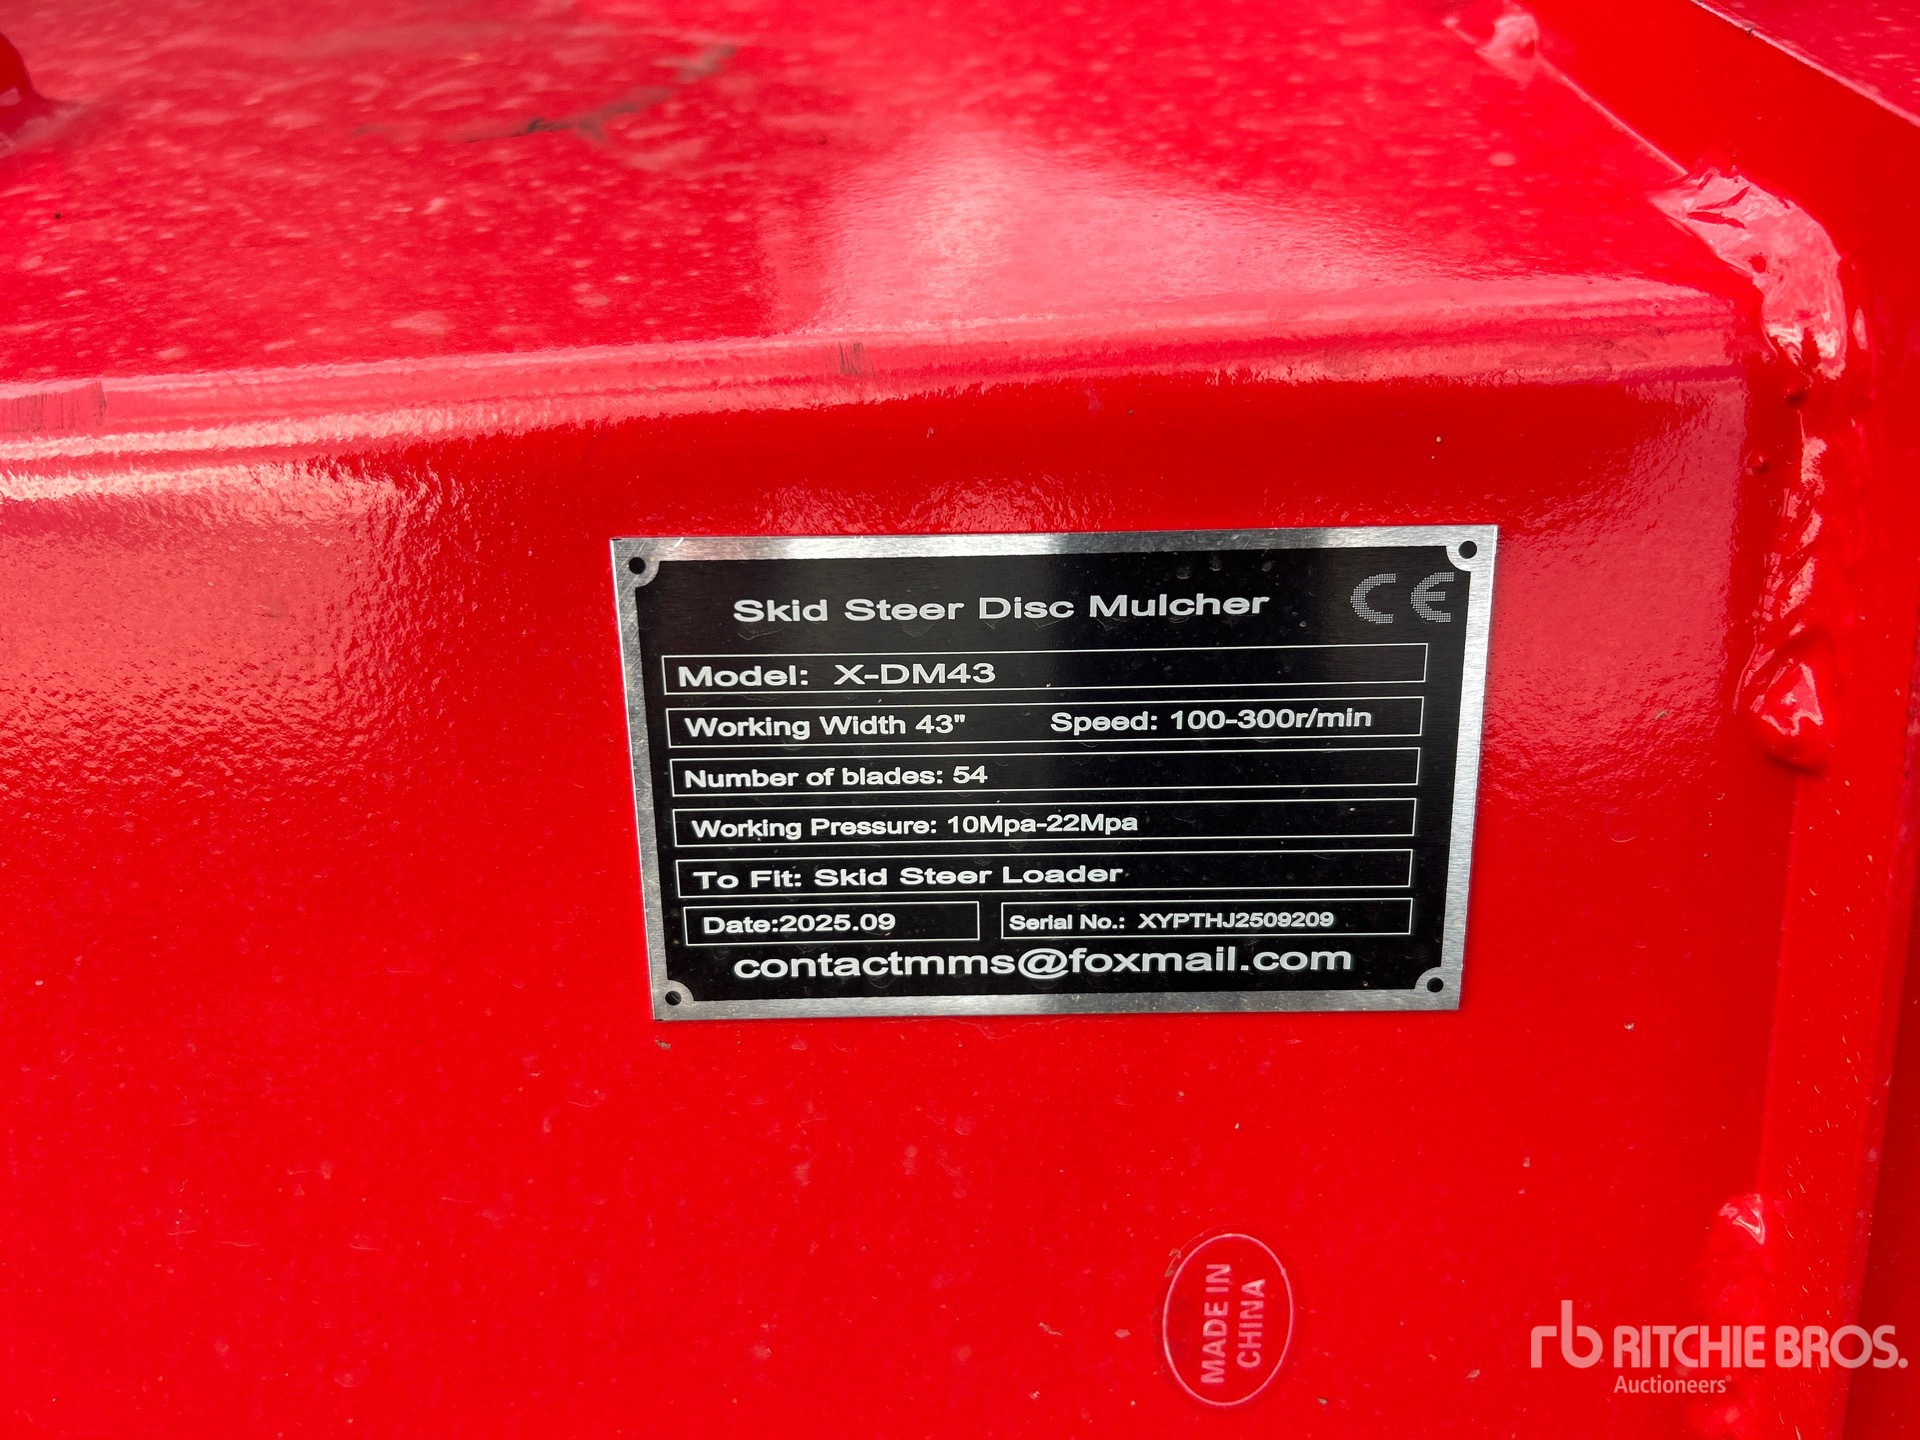 Skid Steer Disc Mulcher CE
Model: X-DM43
Working Width 43" Speed: 100-300r/min
Number of blades: 54
Working Pressure: 10Mpa-22Mpa
To Fit: Skid Steer Loader
Date:2025.09 Serial No.: XYPTHJ2509209
contactmms@foxmail.com
MADE IN
CHINA
rb RITCHIE BROS.
Auctioneers